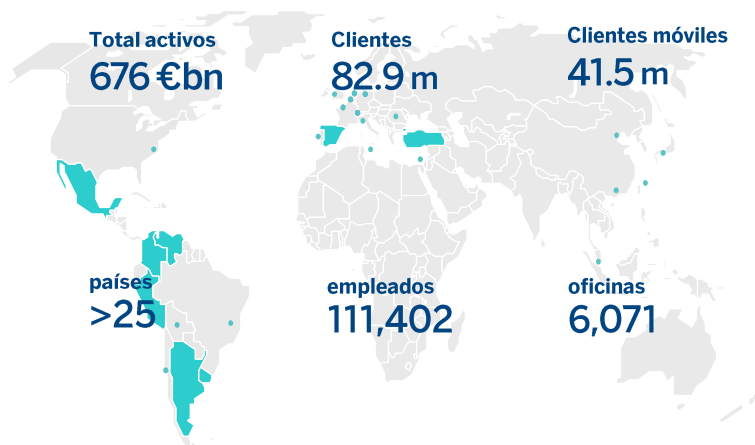 Total activos
676 €bn
Clientes
82.9 m
Clientes móviles
41.5 m
países
>25
empleados
111,402
oficinas
6,071